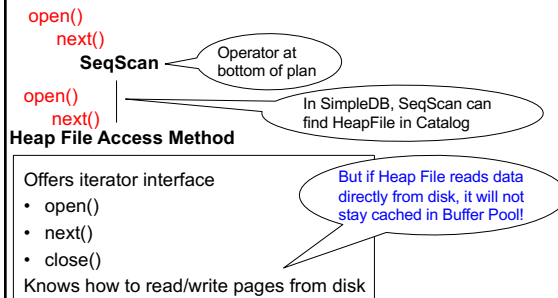 open()
next()
SeqScan
Operator at
bottom of plan
open()
next()
In SimpleDB, SeqScan can
find HeapFile in Catalog
Heap File Access Method
Offers iterator interface
• open()
• next()
• close()
Knows how to read/write pages from disk
But if Heap File reads data
directly from disk, it will not
stay cached in Buffer Pool!